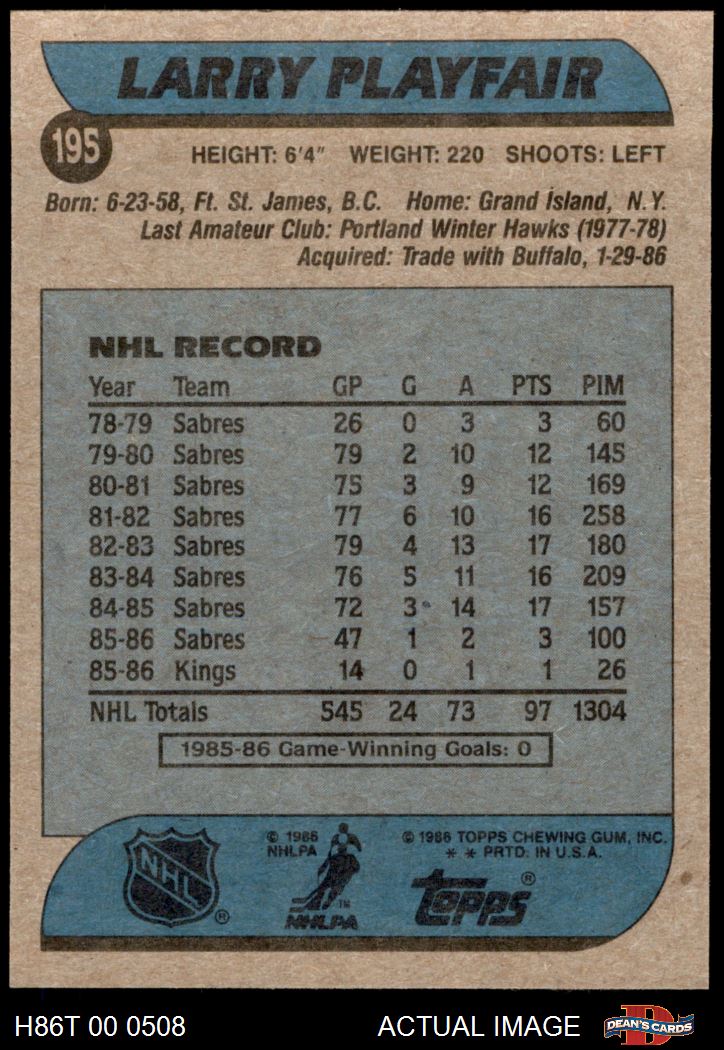 LARRY PLAYFAIR
195
HEIGHT: 6'4" WEIGHT: 220 SHOOTS: LEFT
Born: 6-23-58, Ft. St. James, B.C. Home: Grand Island, N.Y.
Last Amateur Club: Portland Winter Hawks (1977-78)
Acquired: Trade with Buffalo, 1-29-86
NHL RECORD
Year Team GP G A PTS PIM
78-79 Sabres 26 0 3 3 60
79-80 Sabres 79 2 10 12 145
80-81 Sabres 75 3 9 12 169
81-82 Sabres 77 6 10 16 258
82-83 Sabres 79 4 13 17 180
83-84 Sabres 76 5 11 16 209
84-85 Sabres 72 3 14 17 157
85-86 Sabres 47 1 2 3 100
85-86 Kings 14 0 1 1 26
NHL Totals 545 24 73 97 1304
1985-86 Game-Winning Goals: 0
© 1986 NHLPA
© 1986 TOPPS CHEWING GUM, INC.
* * PRTD. IN U.S.A.
NHL ®
NHLPA ™
Topps ®
H86T 00 0508 ACTUAL IMAGE D DEAN'S CARDS